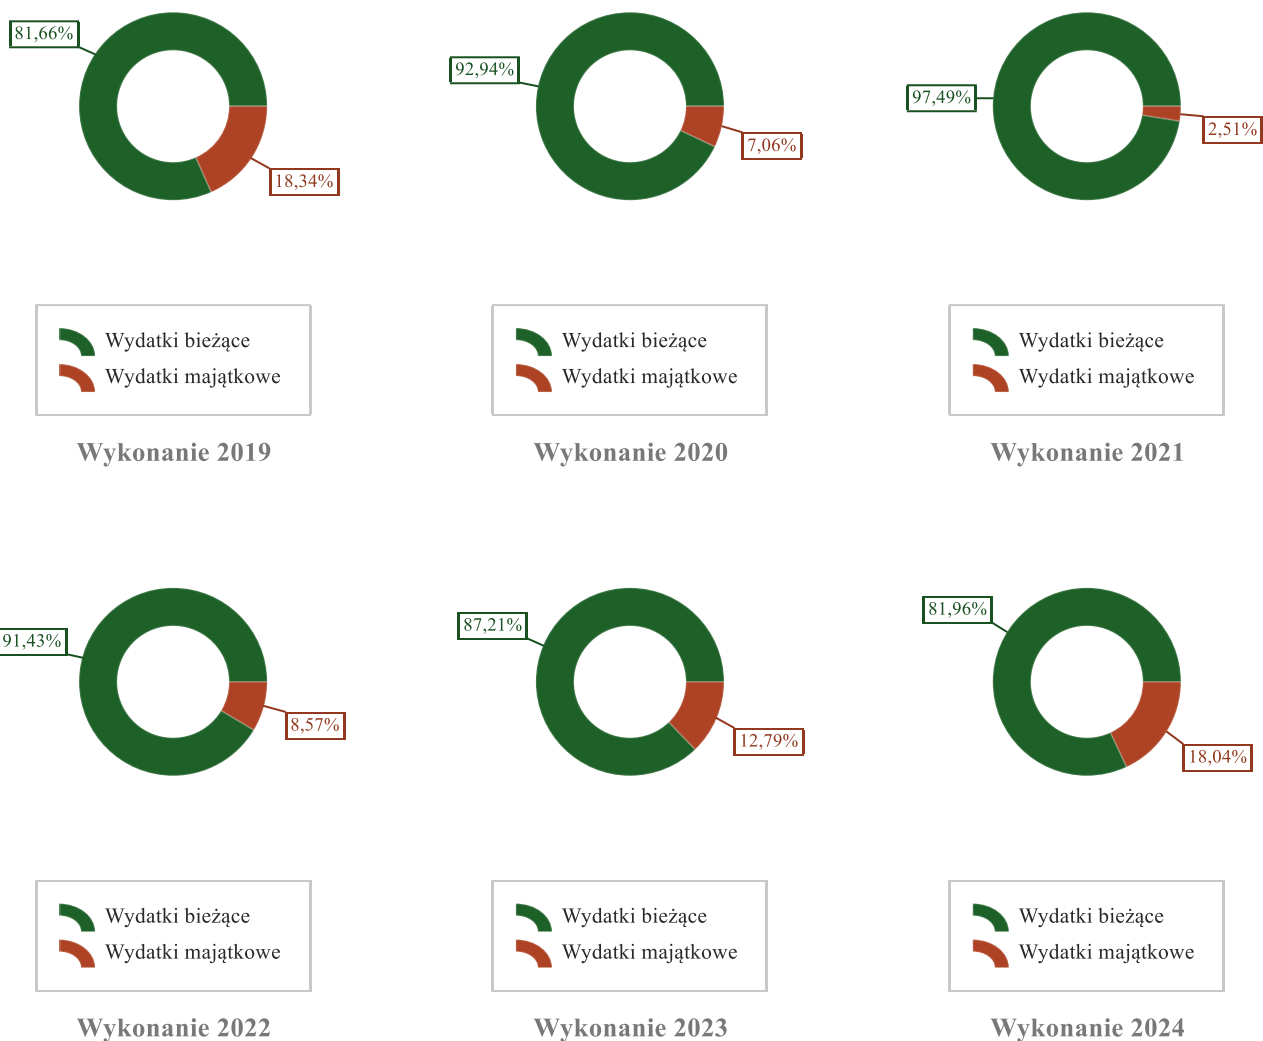 81,66%
18,34%
Wydatki bieżące
Wydatki majątkowe
Wykonanie 2019
92,94%
7,06%
Wydatki bieżące
Wydatki majątkowe
Wykonanie 2020
97,49%
2,51%
Wydatki bieżące
Wydatki majątkowe
Wykonanie 2021
91,43%
8,57%
Wydatki bieżące
Wydatki majątkowe
Wykonanie 2022
87,21%
12,79%
Wydatki bieżące
Wydatki majątkowe
Wykonanie 2023
81,96%
18,04%
Wydatki bieżące
Wydatki majątkowe
Wykonanie 2024